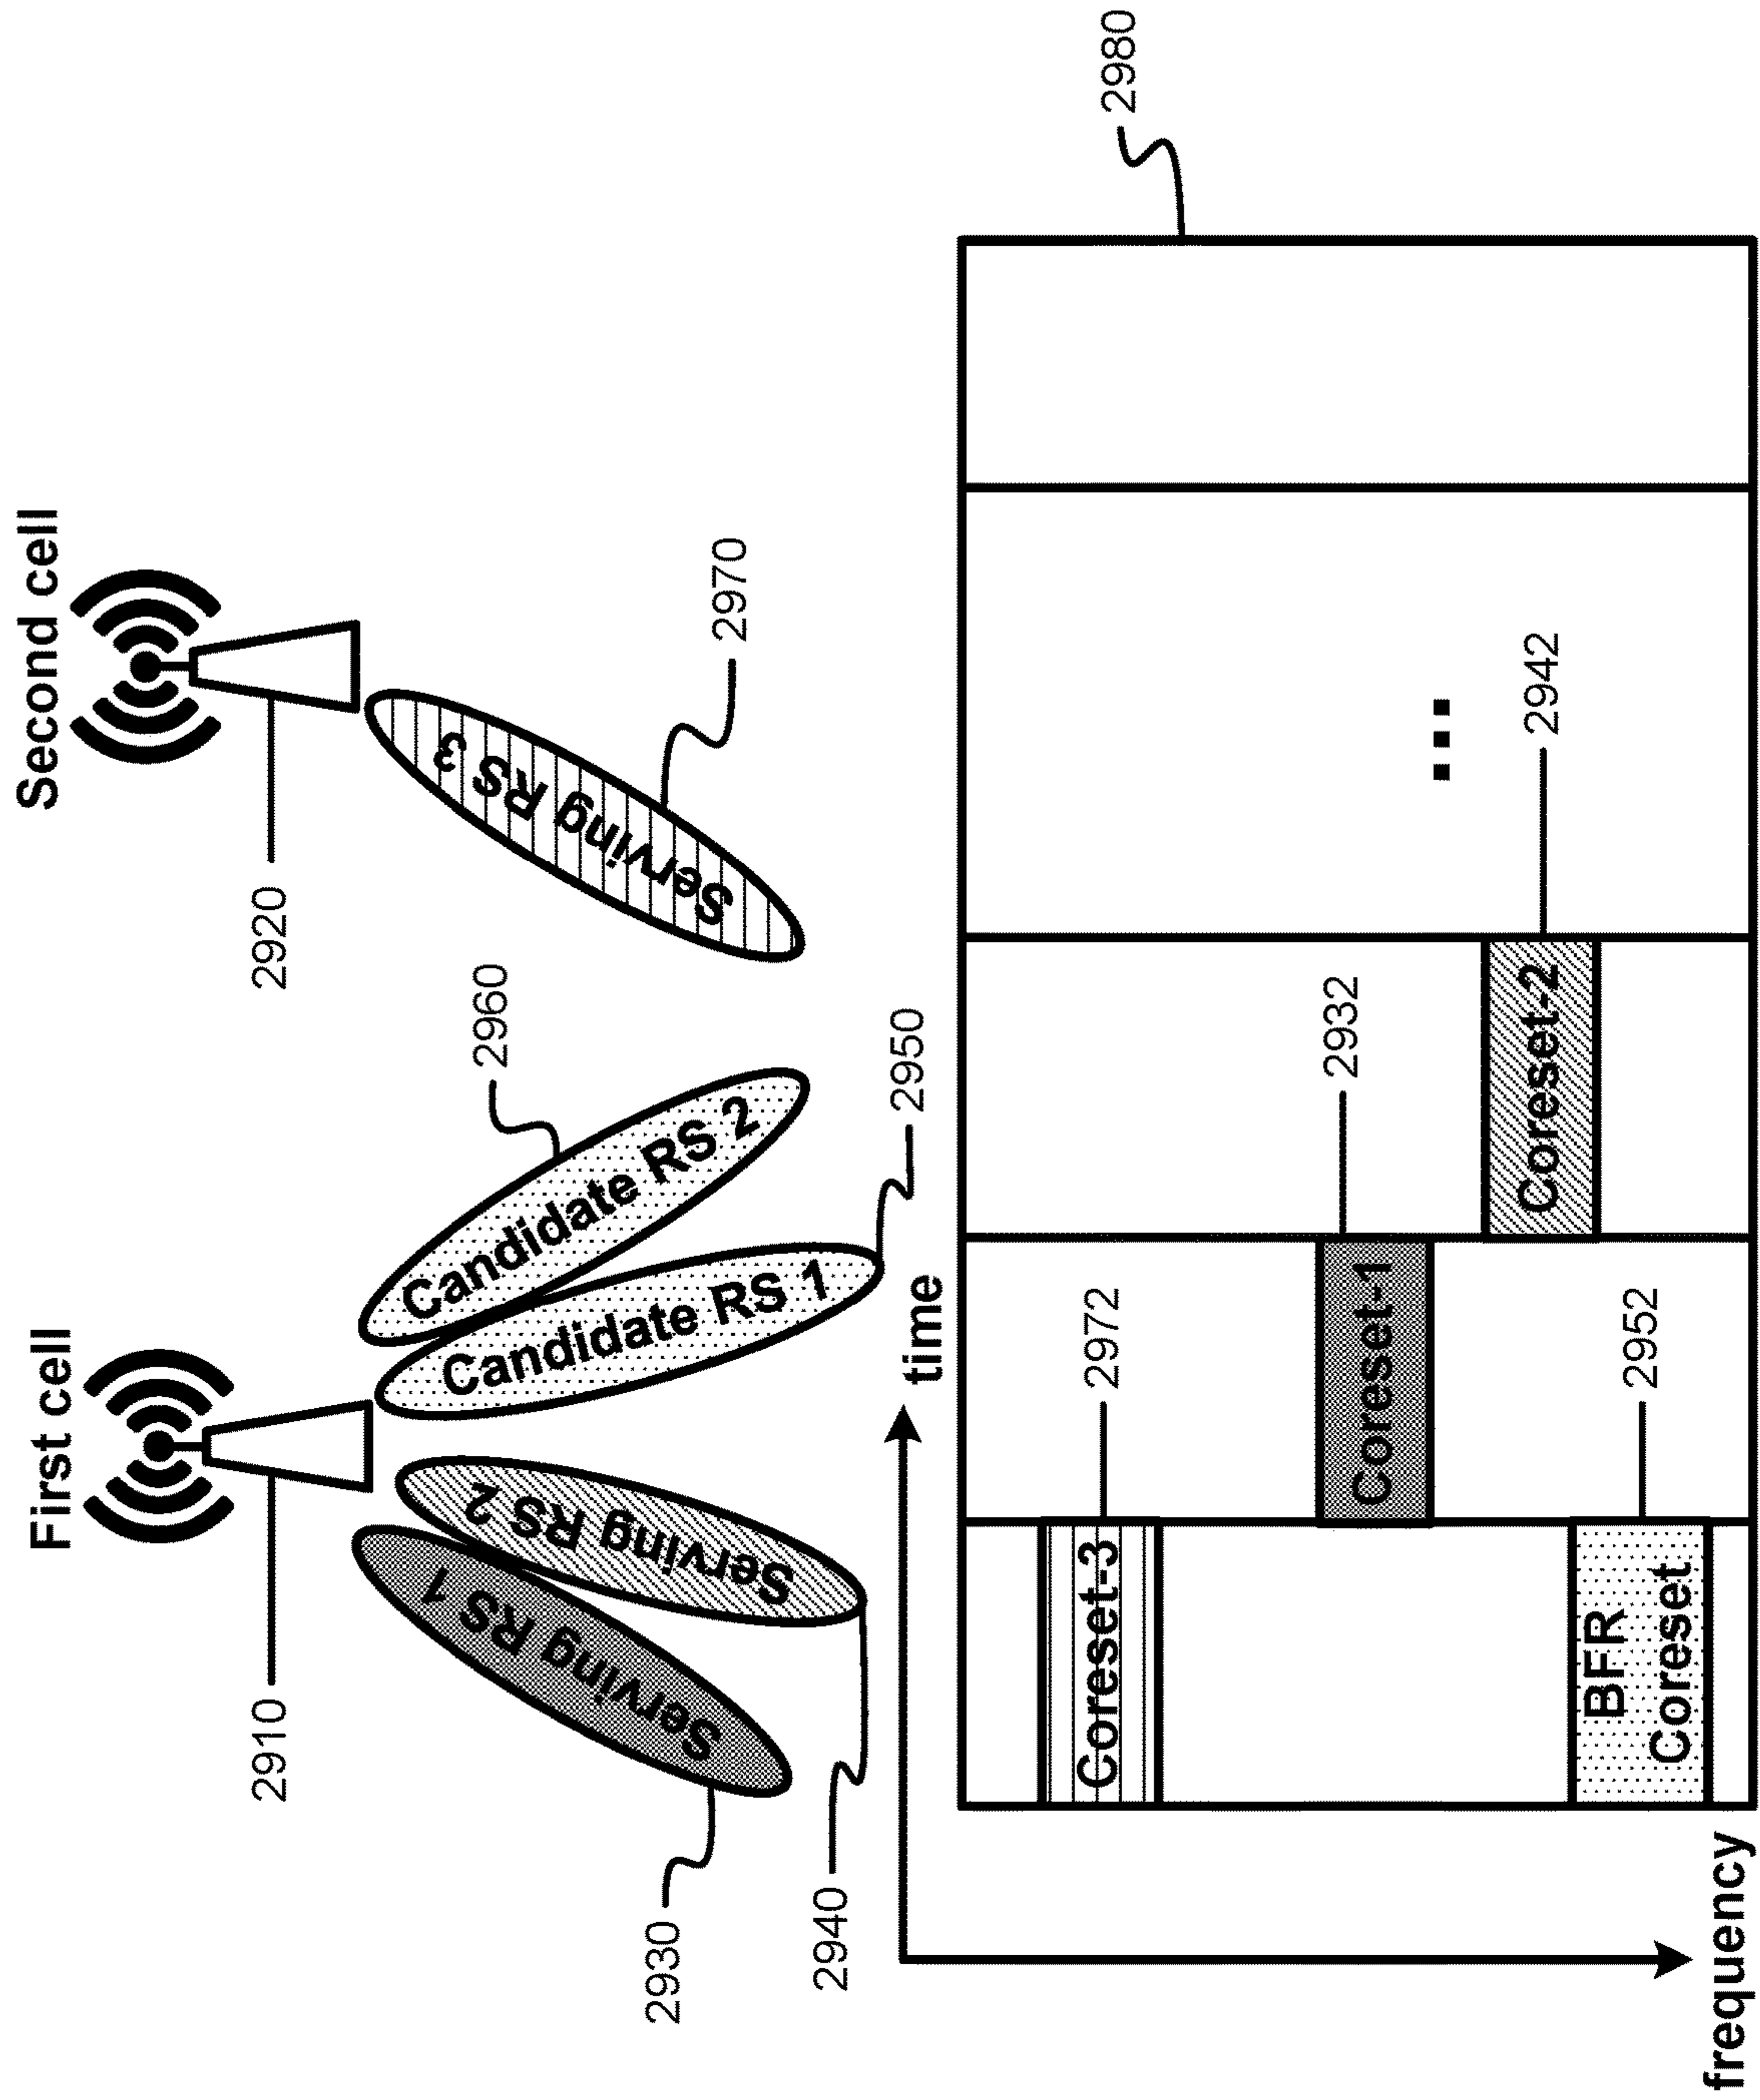 First cell
Second cell
2910
2920
2930
Serving RS 1
2940
Serving RS 2
Candidate RS 1
2950
Candidate RS 2
2960
Serving RS 3
2970
time
frequency
2980
Coreset-3
2972
Coreset-1
2932
Coreset-2
2942
...
BFR
Coreset
2952